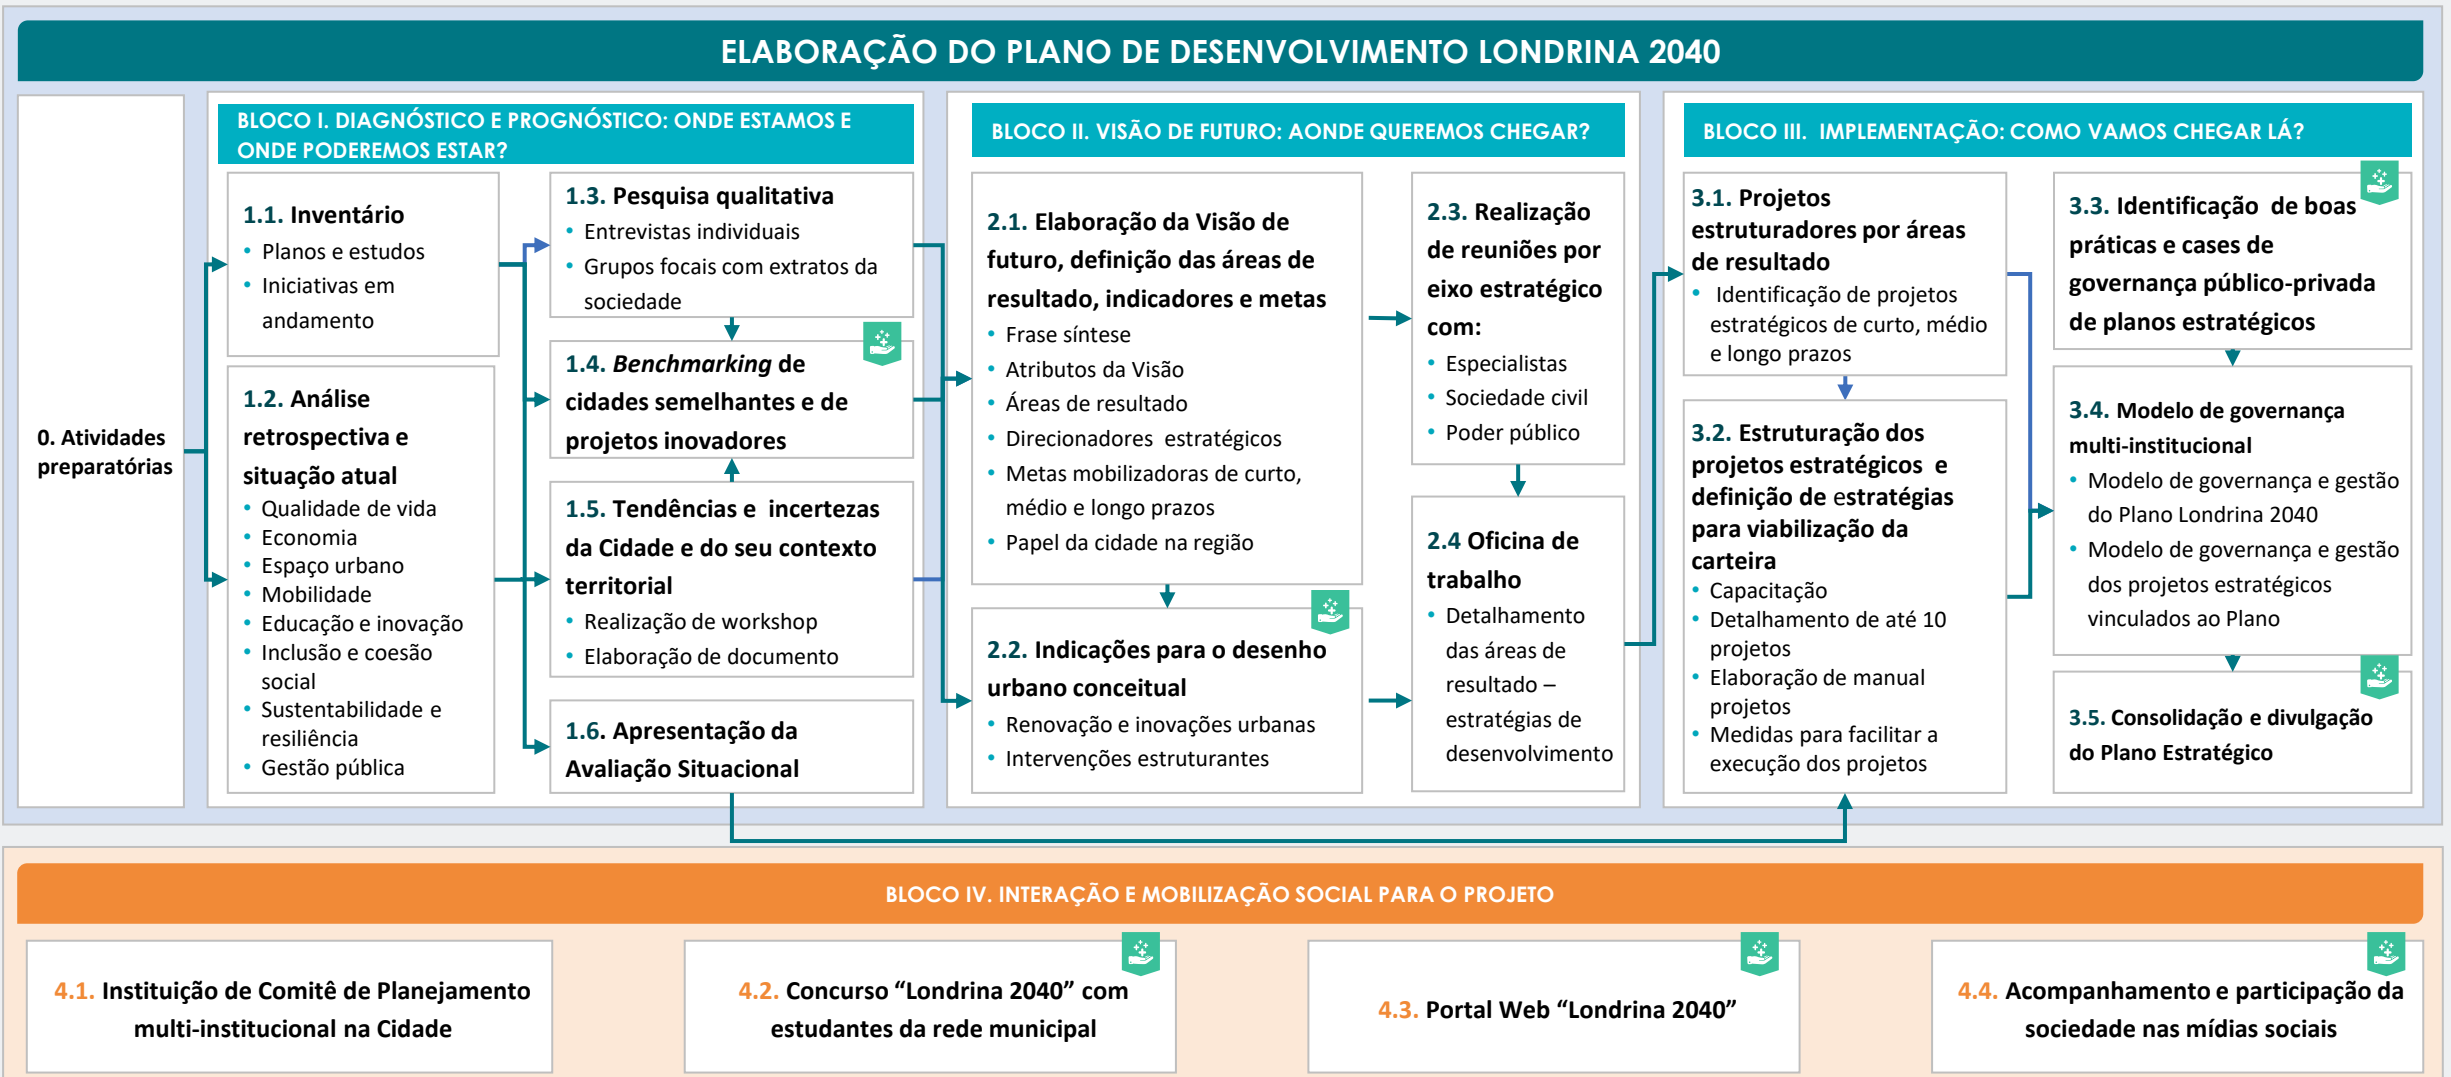 ELABORAÇÃO DO PLANO DE DESENVOLVIMENTO LONDRINA 2040
0. Atividades
preparatórias
BLOCO I. DIAGNÓSTICO E PROGNÓSTICO: ONDE ESTAMOS E
ONDE PODEREMOS ESTAR?
1.1. Inventário
• Planos e estudos
• Iniciativas em
andamento
1.2. Análise
retrospectiva e
situação atual
• Qualidade de vida
• Economia
• Espaço urbano
• Mobilidade
• Educação e inovação
• Inclusão e coesão
social
• Sustentabilidade e
resiliência
• Gestão pública
1.3. Pesquisa qualitativa
• Entrevistas individuais
• Grupos focais com extratos da
sociedade
1.4. Benchmarking de
cidades semelhantes e de
projetos inovadores
1.5. Tendências e incertezas
da Cidade e do seu contexto
territorial
• Realização de workshop
• Elaboração de documento
1.6. Apresentação da
Avaliação Situacional
BLOCO II. VISÃO DE FUTURO: AONDE QUEREMOS CHEGAR?
2.1. Elaboração da Visão de
futuro, definição das áreas de
resultado, indicadores e metas
• Frase síntese
• Atributos da Visão
• Áreas de resultado
• Direcionadores estratégicos
• Metas mobilizadoras de curto,
médio e longo prazos
• Papel da cidade na região
2.2. Indicações para o desenho
urbano conceitual
• Renovação e inovações urbanas
• Intervenções estruturantes
2.3. Realização
de reuniões por
eixo estratégico
com:
• Especialistas
• Sociedade civil
• Poder público
2.4 Oficina de
trabalho
• Detalhamento
das áreas de
resultado –
estratégias de
desenvolvimento
BLOCO III. IMPLEMENTAÇÃO: COMO VAMOS CHEGAR LÁ?
3.1. Projetos
estruturadores por áreas
de resultado
• Identificação de projetos
estratégicos de curto, médio
e longo prazos
3.2. Estruturação dos
projetos estratégicos e
definição de estratégias
para viabilização da
carteira
• Capacitação
• Detalhamento de até 10
projetos
• Elaboração de manual
projetos
• Medidas para facilitar a
execução dos projetos
3.3. Identificação de boas
práticas e cases de
governança público-privada
de planos estratégicos
3.4. Modelo de governança
multi-institucional
• Modelo de governança e gestão
do Plano Londrina 2040
• Modelo de governança e gestão
dos projetos estratégicos
vinculados ao Plano
3.5. Consolidação e divulgação
do Plano Estratégico
BLOCO IV. INTERAÇÃO E MOBILIZAÇÃO SOCIAL PARA O PROJETO
4.1. Instituição de Comitê de Planejamento
multi-institucional na Cidade
4.2. Concurso “Londrina 2040” com
estudantes da rede municipal
4.3. Portal Web “Londrina 2040”
4.4. Acompanhamento e participação da
sociedade nas mídias sociais